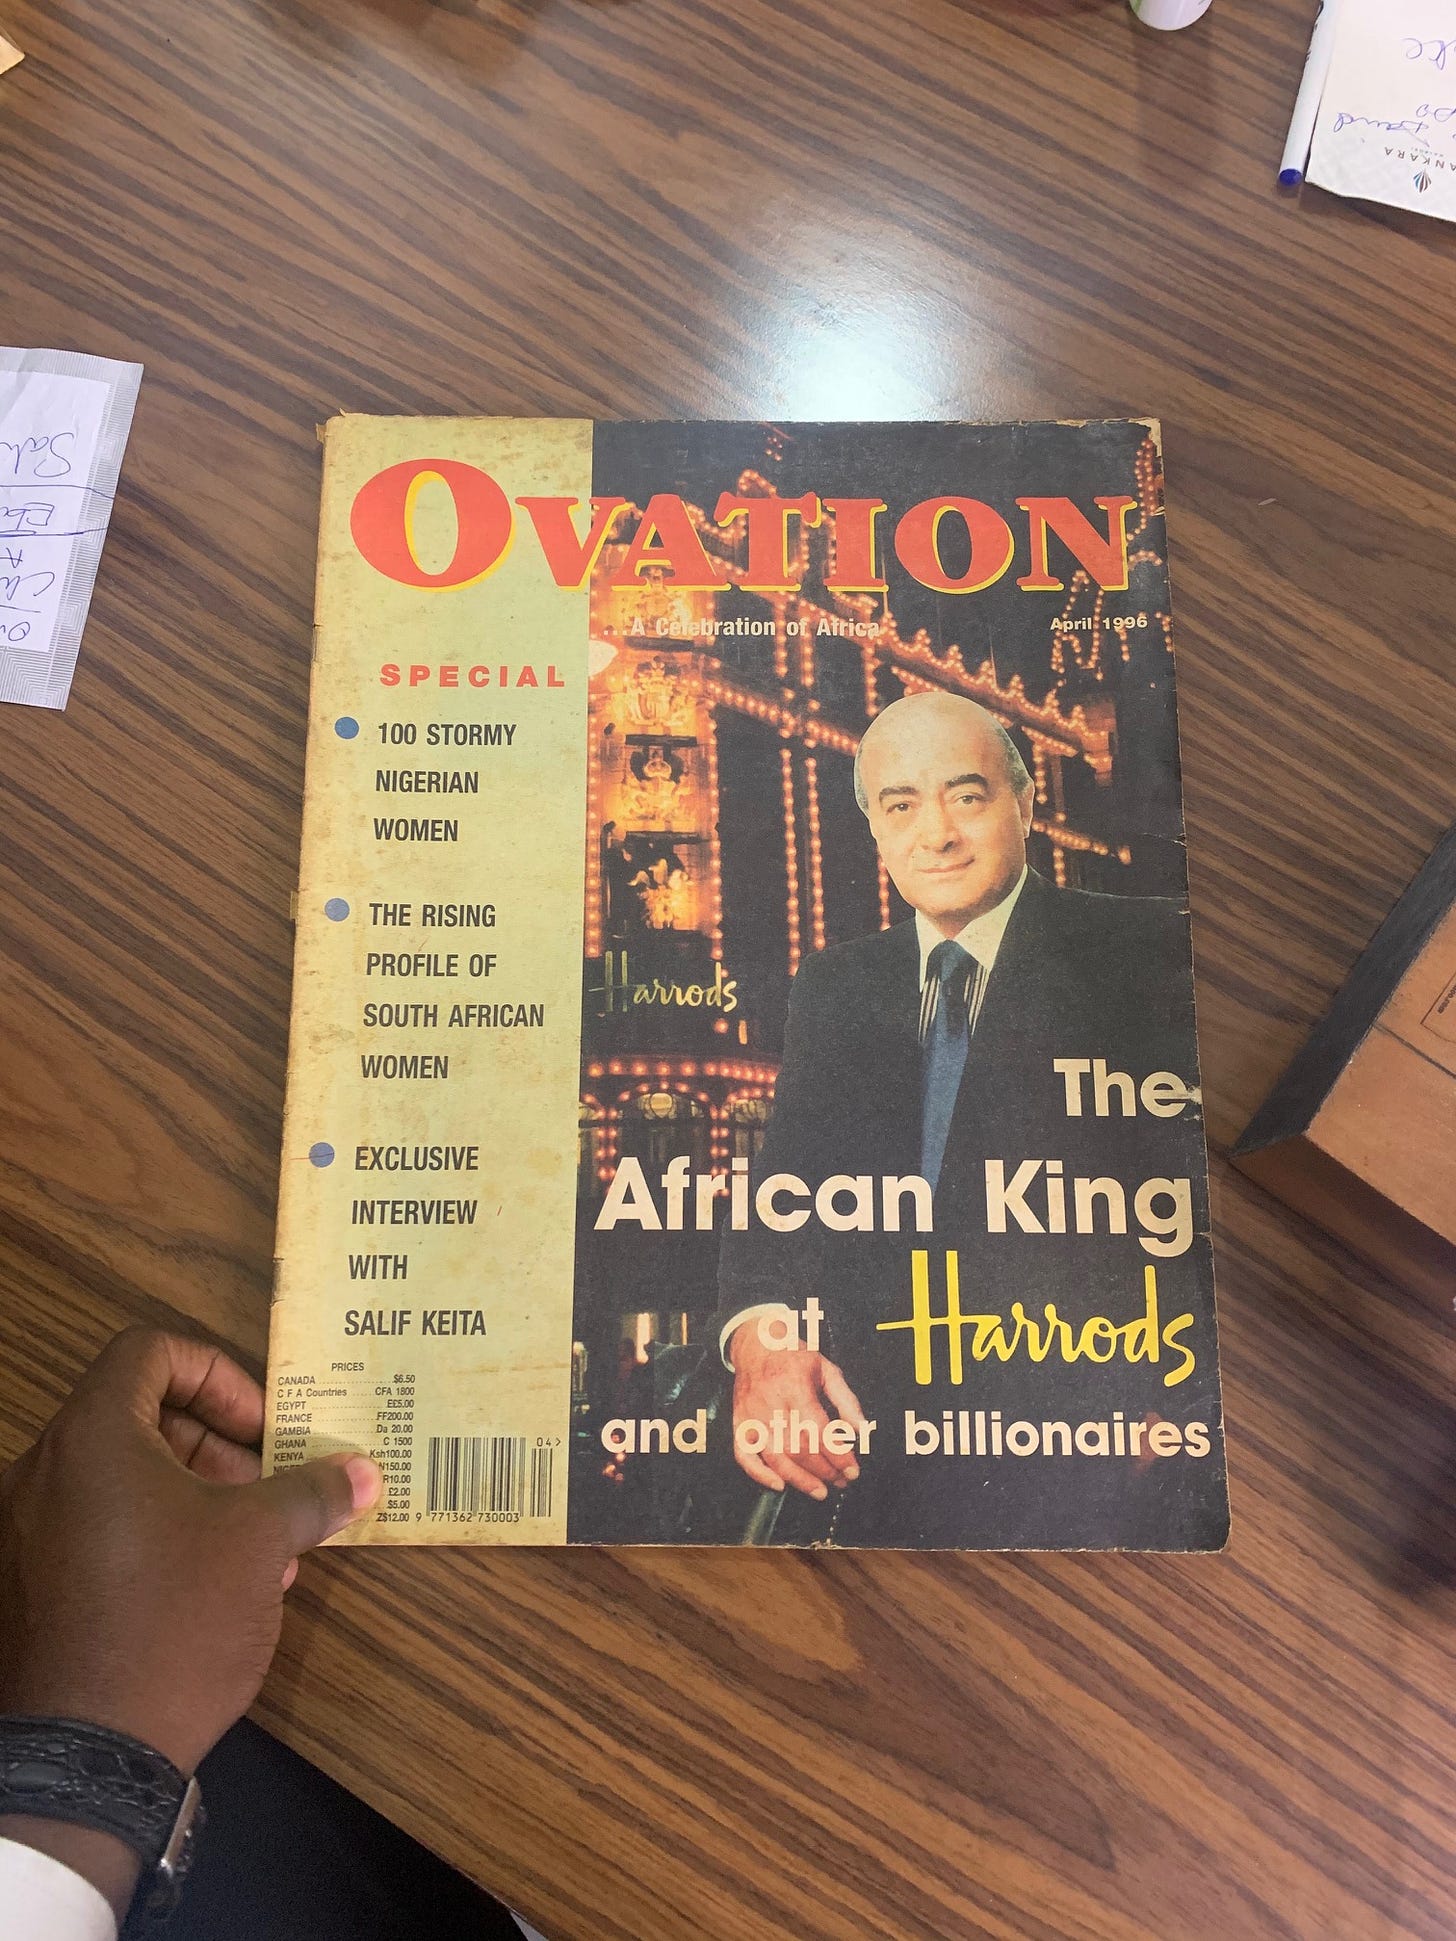 OVATION
...A Celebration of Africa
April 1996
SPECIAL
100 STORMY
NIGERIAN
WOMEN
THE RISING
PROFILE OF
SOUTH AFRICAN
WOMEN
EXCLUSIVE
INTERVIEW
WITH
SALIF KEITA
Harrods
The
African King
at Harrods
and other billionaires
PRICES
CANADA $6.50
C F A Countries CFA 1800
EGYPT E£5.00
FRANCE FF200.00
GAMBIA Da 20.00
GHANA C 1500
KENYA Ksh100.00
N150.00
R10.00
£2.00
$5.00
Z$12.00
04>
9 771362 730003
ANKARA